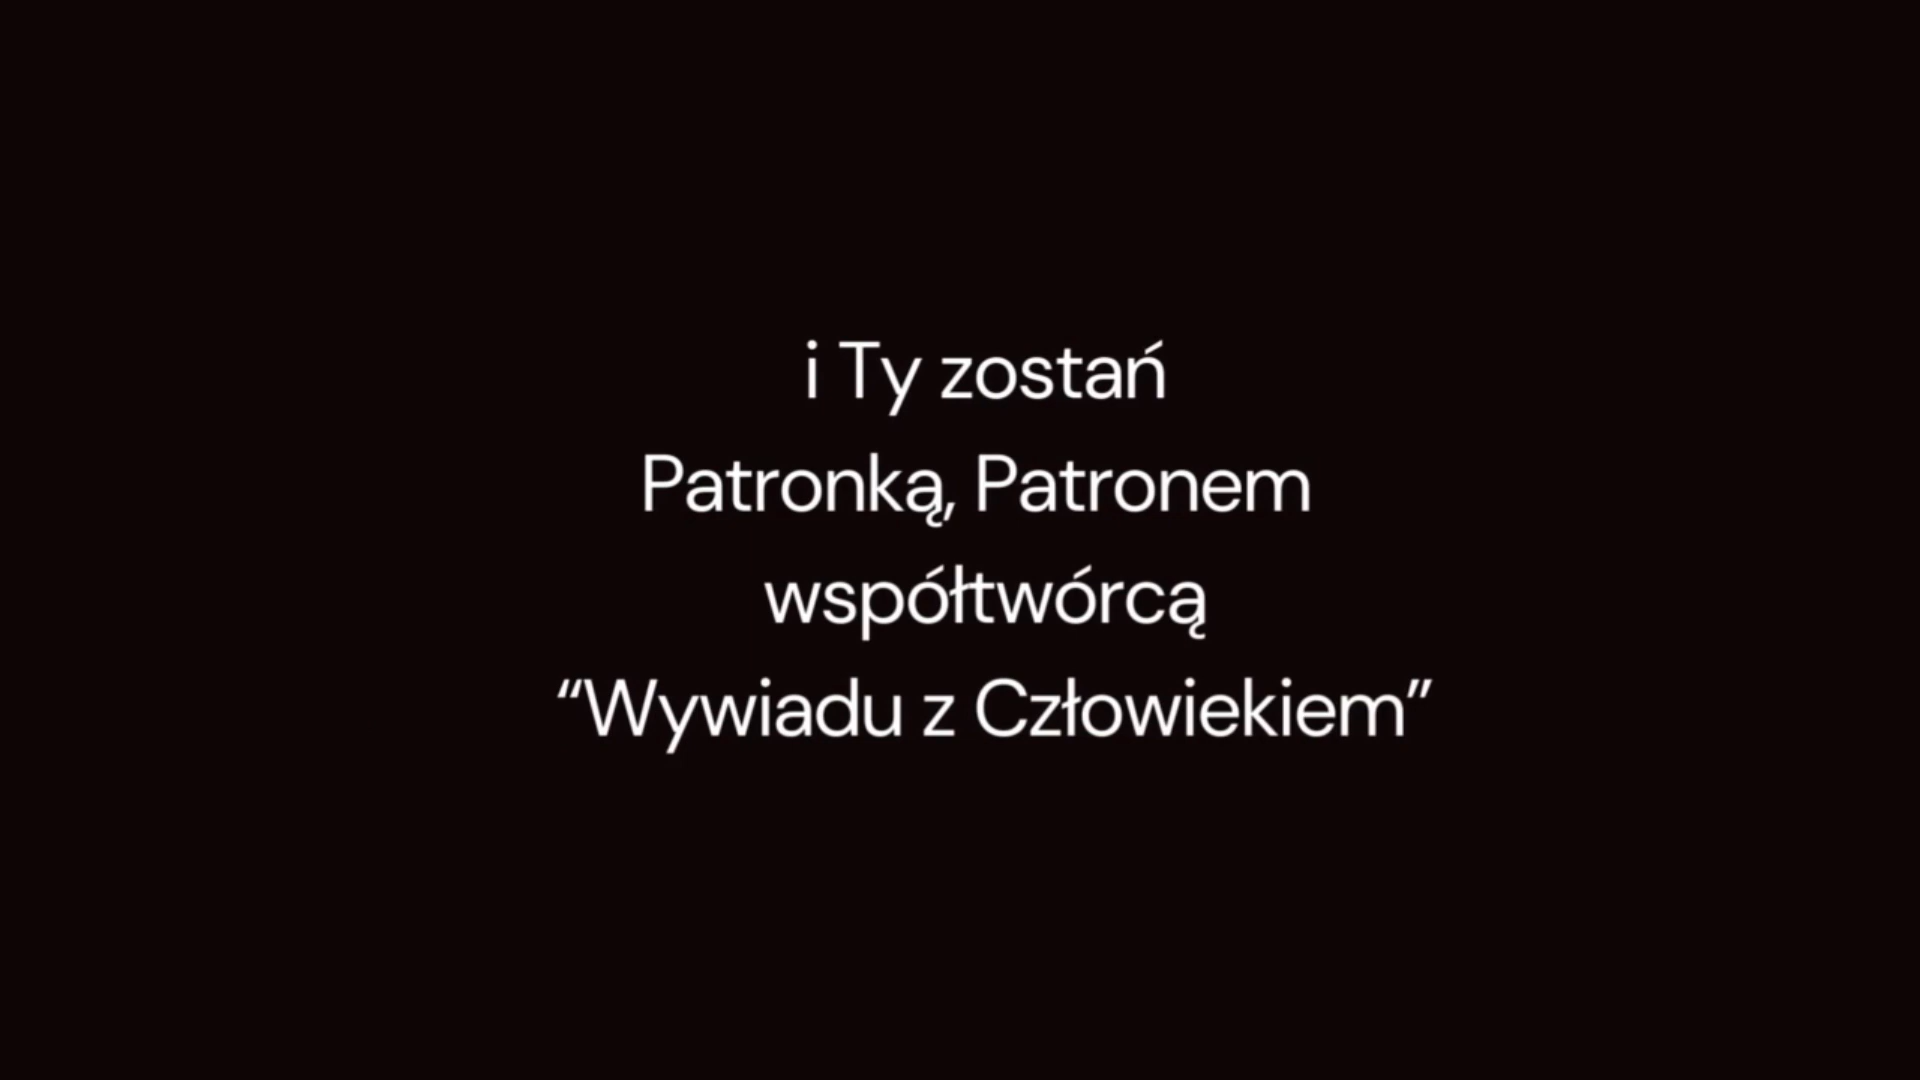 i Ty zostań
Patronką, Patronem
współtwórcą
“Wywiadu z Człowiekiem”